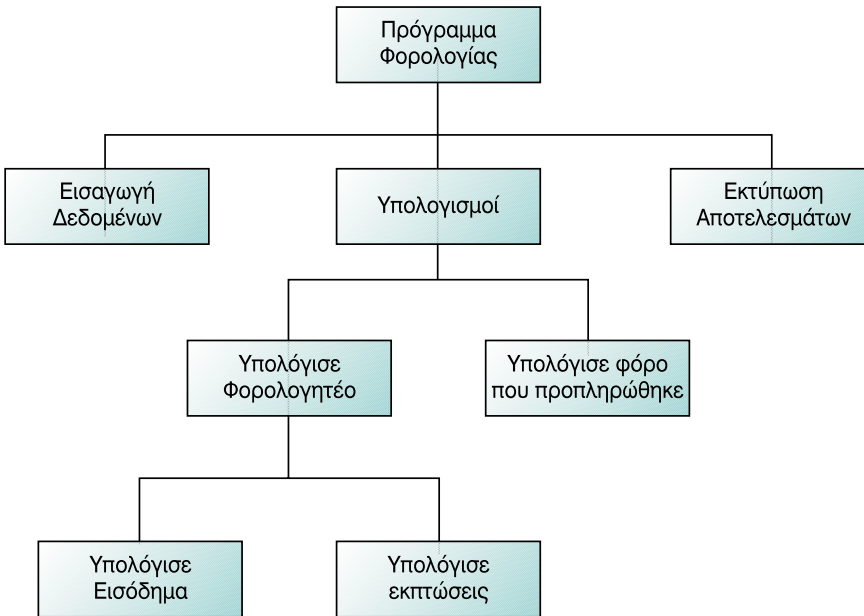 Πρόγραμμα
Φορολογίας
Εισαγωγή
Δεδομένων
Υπολογισμοί
Εκτύπωση
Αποτελεσμάτων
Υπολόγισε
Φορολογητέο
Υπολόγισε φόρο
που προπληρώθηκε
Υπολόγισε
Εισόδημα
Υπολόγισε
εκπτώσεις